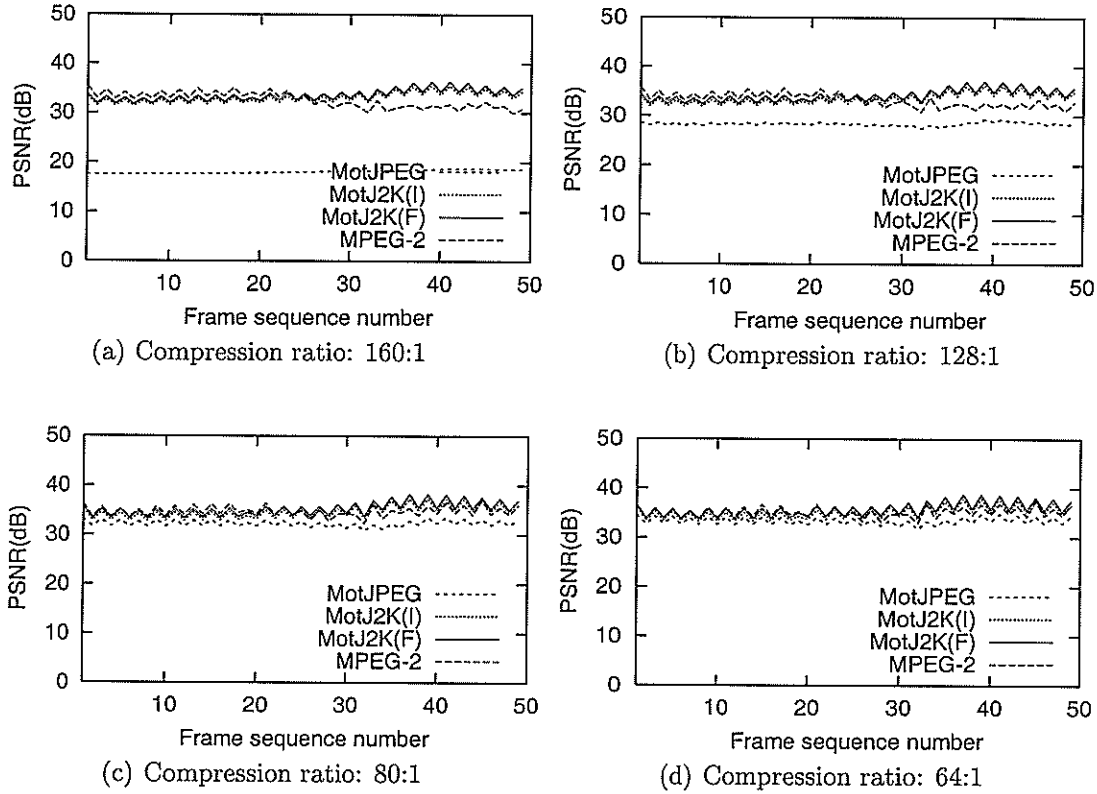 50
40
30
20
10
0
PSNR(dB)
MotJPEG
MotJ2K(I)
MotJ2K(F)
MPEG-2
10 20 30 40 50
Frame sequence number
(a) Compression ratio: 160:1
50
40
30
20
10
0
PSNR(dB)
MotJPEG
MotJ2K(I)
MotJ2K(F)
MPEG-2
10 20 30 40 50
Frame sequence number
(b) Compression ratio: 128:1
50
40
30
20
10
0
PSNR(dB)
MotJPEG
MotJ2K(I)
MotJ2K(F)
MPEG-2
10 20 30 40 50
Frame sequence number
(c) Compression ratio: 80:1
50
40
30
20
10
0
PSNR(dB)
MotJPEG
MotJ2K(I)
MotJ2K(F)
MPEG-2
10 20 30 40 50
Frame sequence number
(d) Compression ratio: 64:1